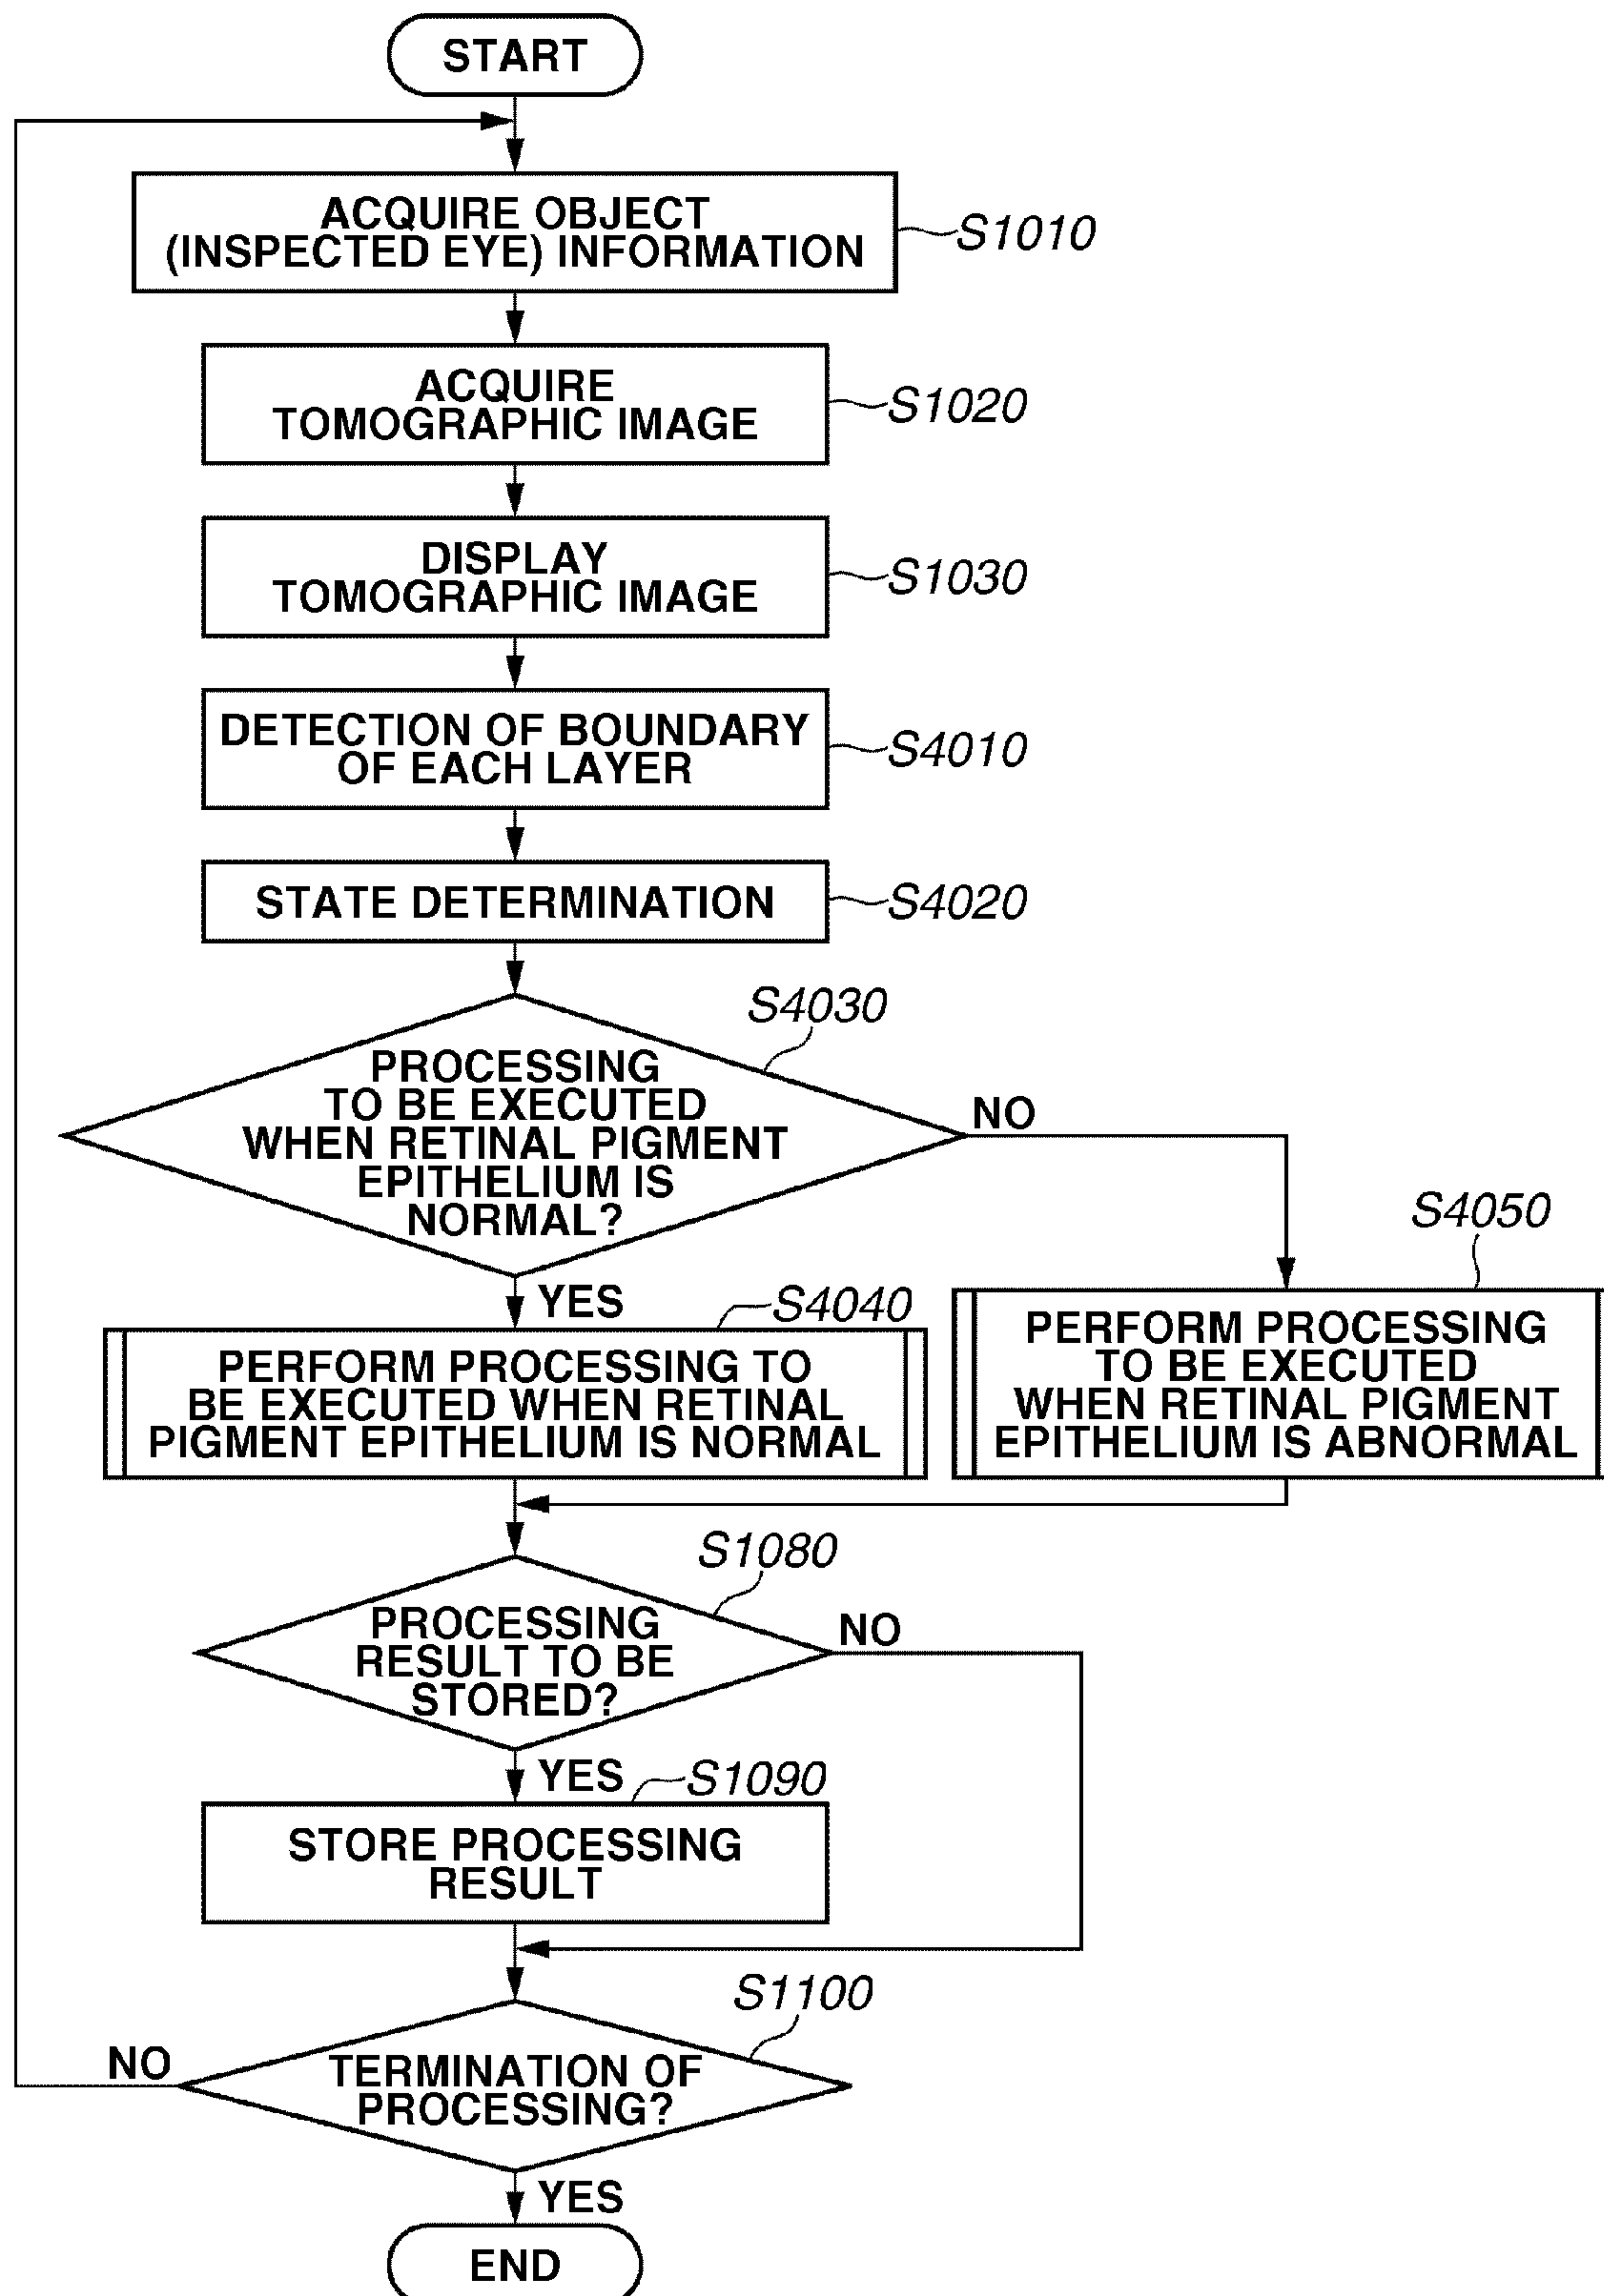 START
ACQUIRE OBJECT
(INSPECTED EYE) INFORMATION
S1010
ACQUIRE
TOMOGRAPHIC IMAGE
S1020
DISPLAY
TOMOGRAPHIC IMAGE
S1030
DETECTION OF BOUNDARY
OF EACH LAYER
S4010
STATE DETERMINATION
S4020
S4030
PROCESSING
TO BE EXECUTED
WHEN RETINAL PIGMENT
EPITHELIUM IS
NORMAL?
NO
YES
S4040
PERFORM PROCESSING TO
BE EXECUTED WHEN RETINAL
PIGMENT EPITHELIUM IS NORMAL
S4050
PERFORM PROCESSING
TO BE EXECUTED
WHEN RETINAL PIGMENT
EPITHELIUM IS ABNORMAL
S1080
PROCESSING
RESULT TO BE
STORED?
NO
YES
S1090
STORE PROCESSING
RESULT
S1100
TERMINATION OF
PROCESSING?
NO
YES
END